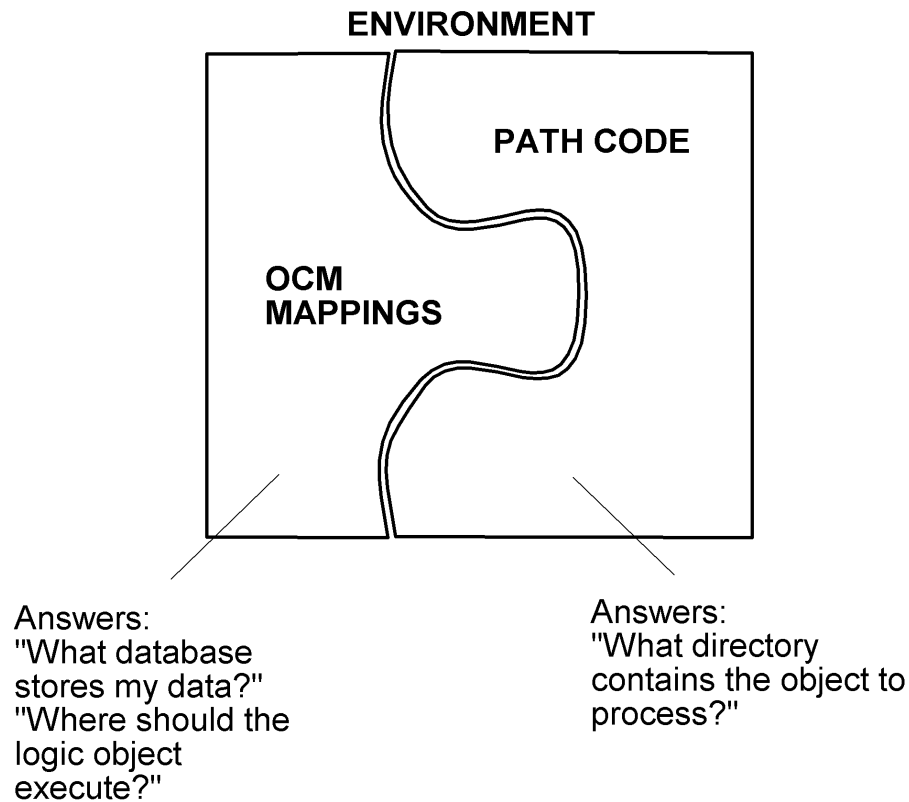 ENVIRONMENT
PATH CODE
OCM
MAPPINGS
Answers:
"What database
stores my data?"
"Where should the
logic object
execute?"
Answers:
"What directory
contains the object to
process?"